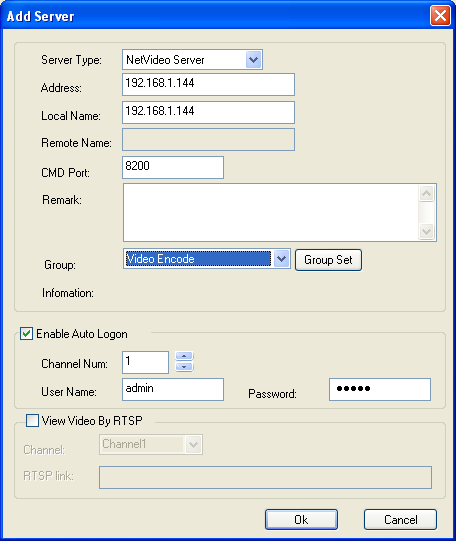 Add Server
Server Type: NetVideo Server
Address: 192.168.1.144
Local Name: 192.168.1.144
Remote Name:
CMD Port: 8200
Remark:
Group: Video Encode Group Set
Infomation:
Enable Auto Logon
Channel Num: 1
User Name: admin Password: •••••
View Video By RTSP
Channel: Channel1
RTSP link:
Ok Cancel